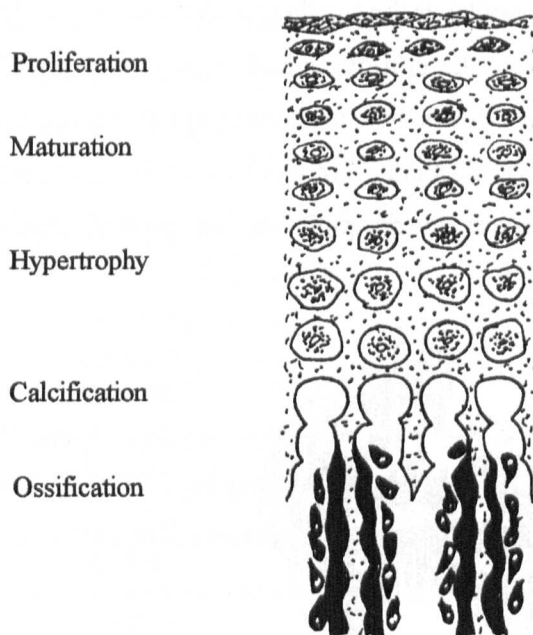 Proliferation
Maturation
Hypertrophy
Calcification
Ossification